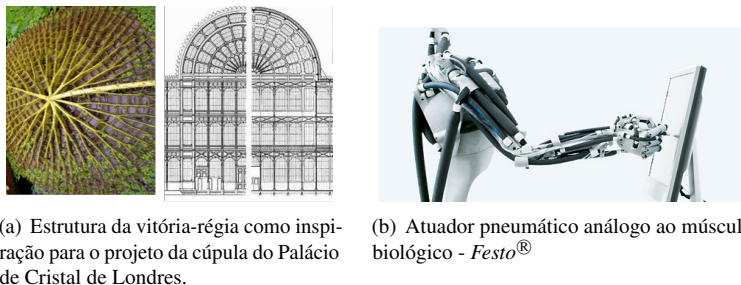 (a) Estrutura da vitória-régia como inspi-
ração para o projeto da cúpula do Palácio
de Cristal de Londres.
(b) Atuador pneumático análogo ao múscul
biológico - Festo®